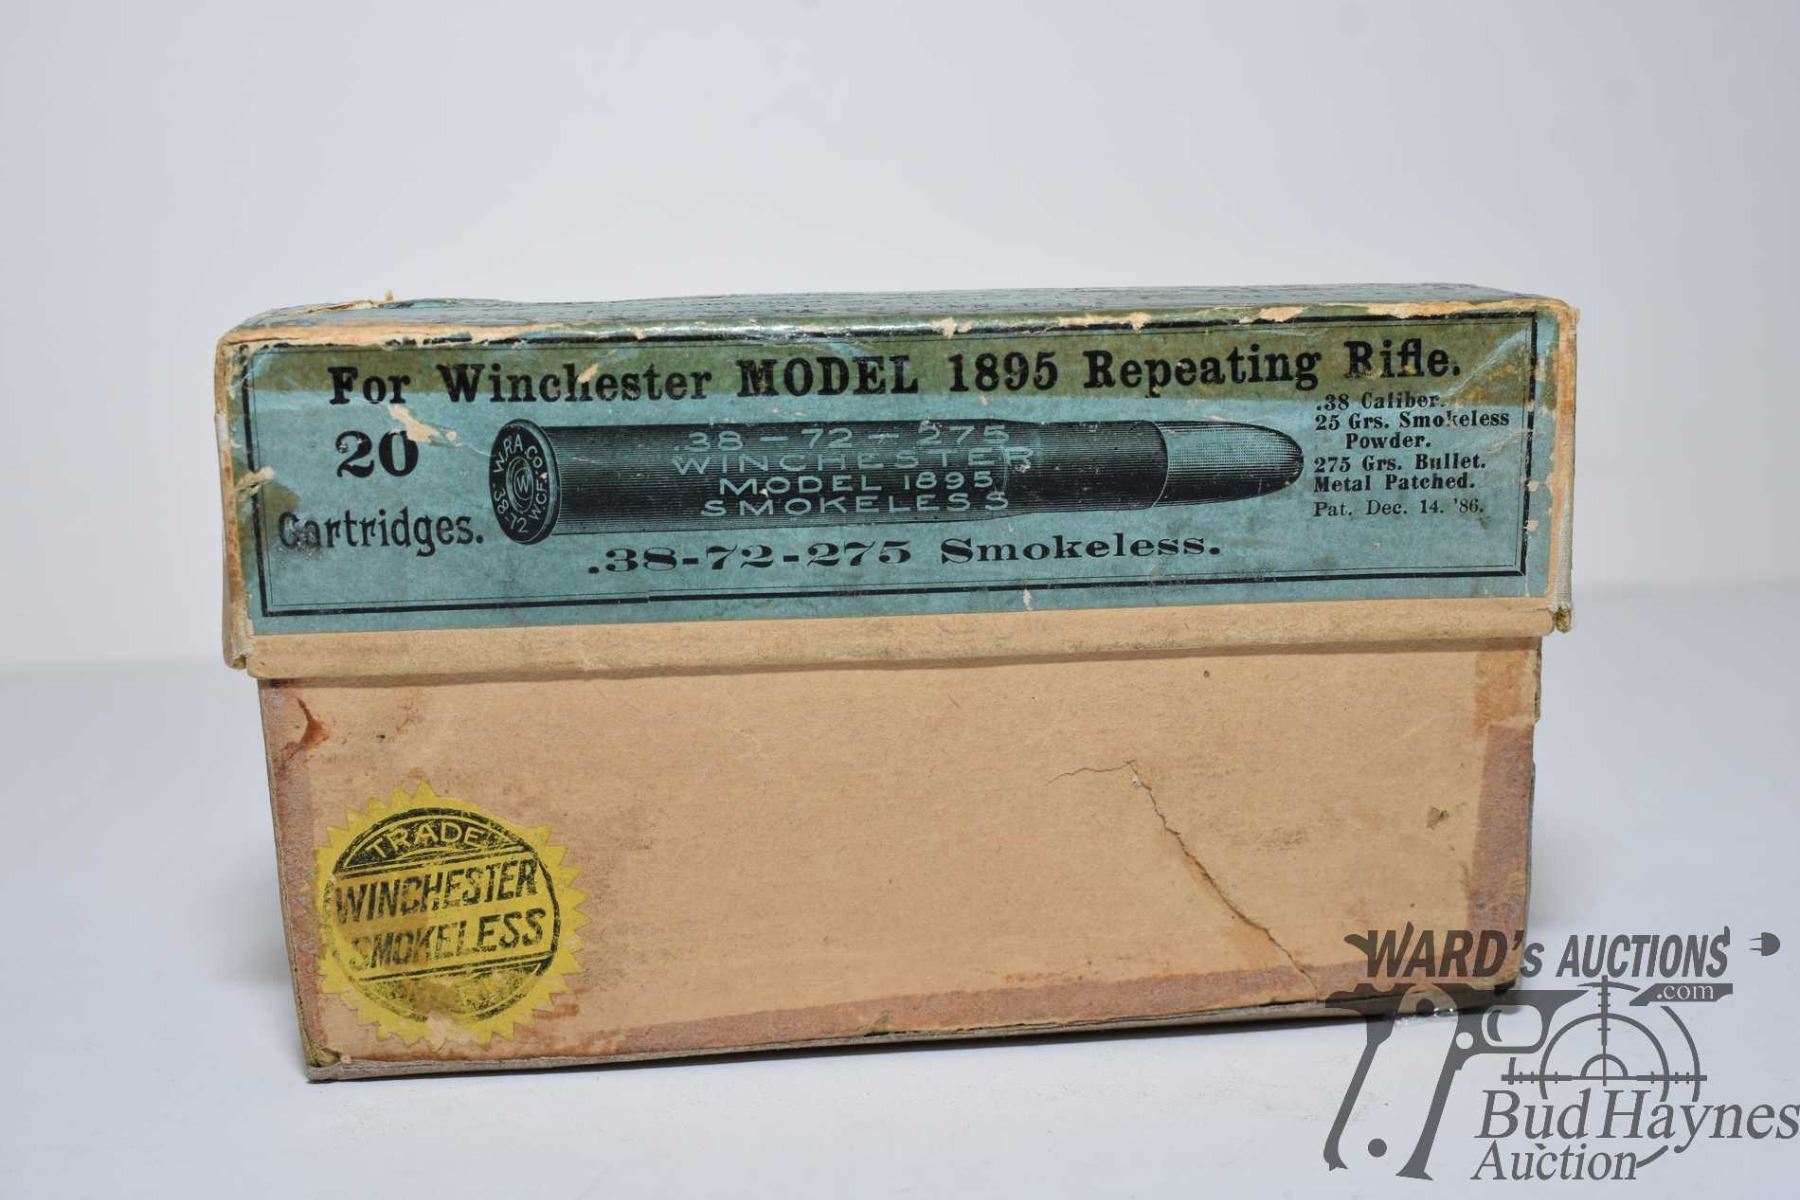 For Winchester MODEL 1895 Repeating Rifle.
20
Cartridges.
W.R.A. Co.
W
.38-72 W.C.F.
.38-72-275
WINCHESTER
MODEL 1895
SMOKELESS
.38-72-275 Smokeless.
.38 Caliber.
25 Grs. Smokeless
Powder.
275 Grs. Bullet.
Metal Patched.
Pat. Dec. 14. '86.
TRADE
WINCHESTER
SMOKELESS
WARD's AUCTIONS
.com
Bud Haynes
Auction